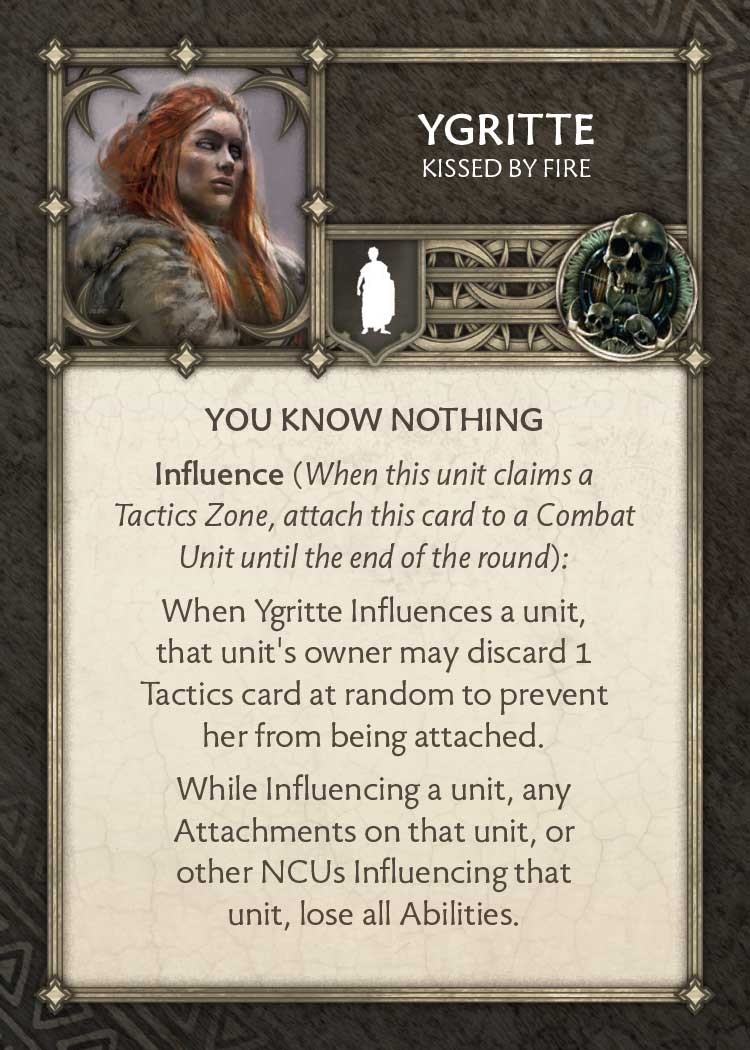 YGRITTE
KISSED BY FIRE
YOU KNOW NOTHING
Influence (When this unit claims a
Tactics Zone, attach this card to a Combat
Unit until the end of the round):
When Ygritte Influences a unit,
that unit's owner may discard 1
Tactics card at random to prevent
her from being attached.
While Influencing a unit, any
Attachments on that unit, or
other NCUs Influencing that
unit, lose all Abilities.